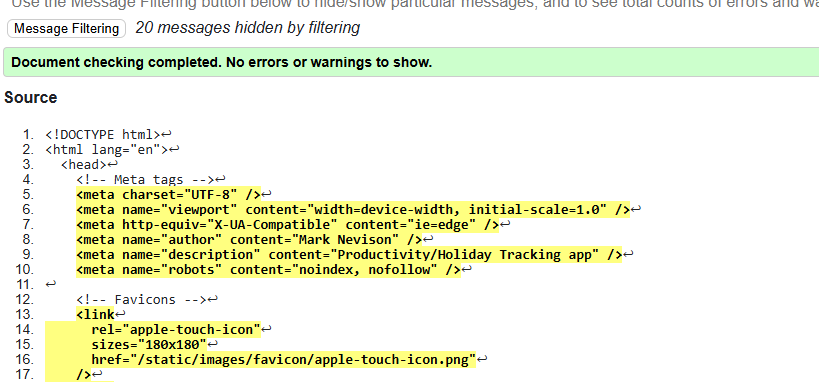 Use the Message Filtering button below to hide/show particular messages, and to see total counts of errors and
Message Filtering 20 messages hidden by filtering
Document checking completed. No errors or warnings to show.
Source
1. <!DOCTYPE html>↩
2. <html lang="en">↩
3. <head>↩
4. <!-- Meta tags -->↩
5. <meta charset="UTF-8" />↩
6. <meta name="viewport" content="width=device-width, initial-scale=1.0" />↩
7. <meta http-equiv="X-UA-Compatible" content="ie=edge" />↩
8. <meta name="author" content="Mark Nevison" />↩
9. <meta name="description" content="Productivity/Holiday Tracking app" />↩
10. <meta name="robots" content="noindex, nofollow" />↩
11. ↩
12. <!-- Favicons -->↩
13. <link↩
14. rel="apple-touch-icon"↩
15. sizes="180x180"↩
16. href="/static/images/favicon/apple-touch-icon.png"↩
17. />↩